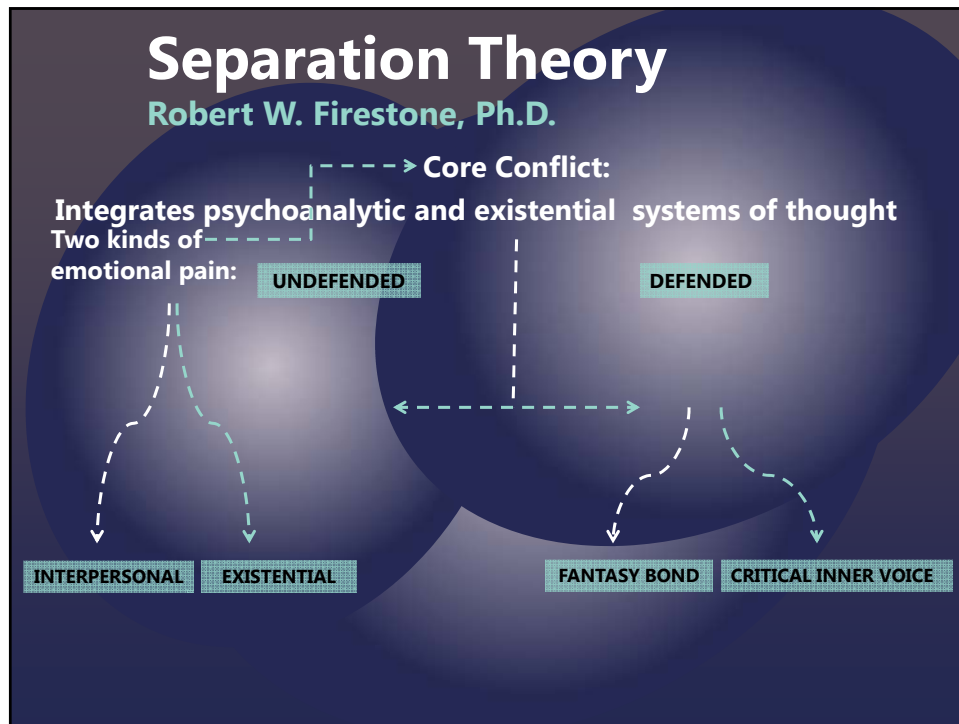 Separation Theory
Robert W. Firestone, Ph.D.
Core Conflict:
Integrates psychoanalytic and existential systems of thought
Two kinds of
emotional pain:
UNDEFENDED
DEFENDED
INTERPERSONAL
EXISTENTIAL
FANTASY BOND
CRITICAL INNER VOICE